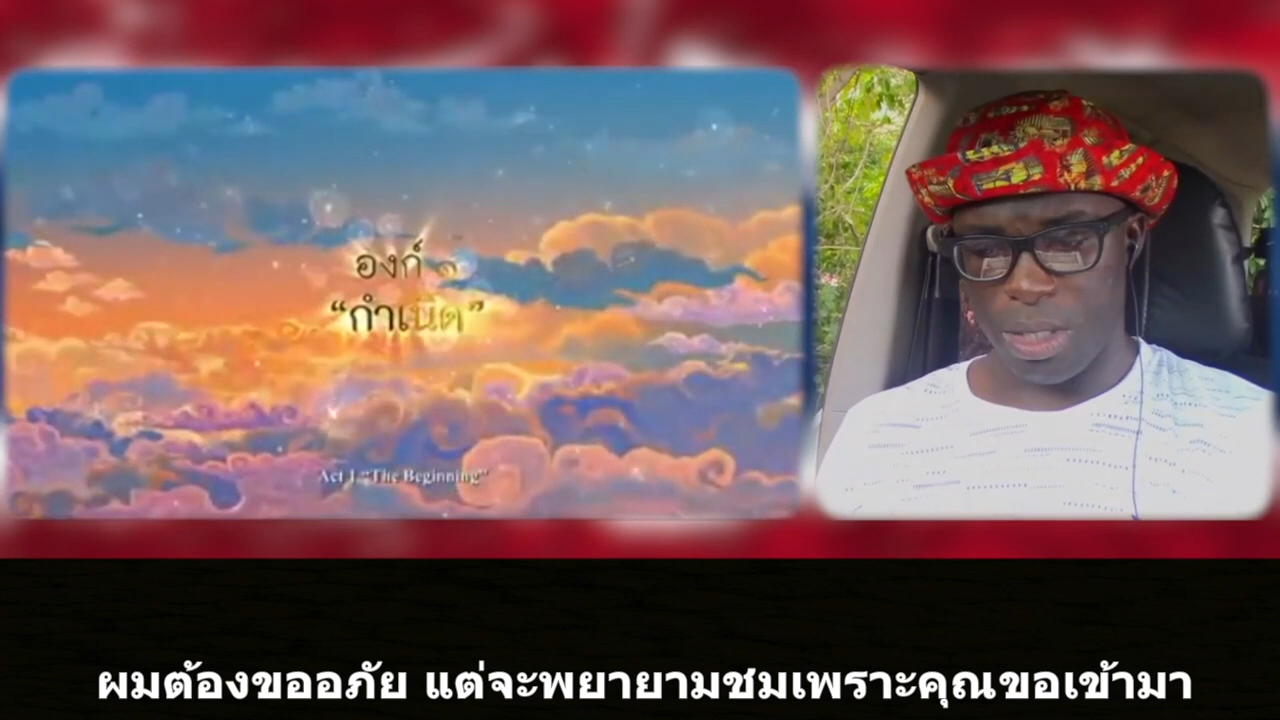 องก์ ๑
“กำเนิด”
Act 1 “The Beginning”
ผมต้องขออภัย แต่จะพยายามชมเพราะคุณขอเข้ามา